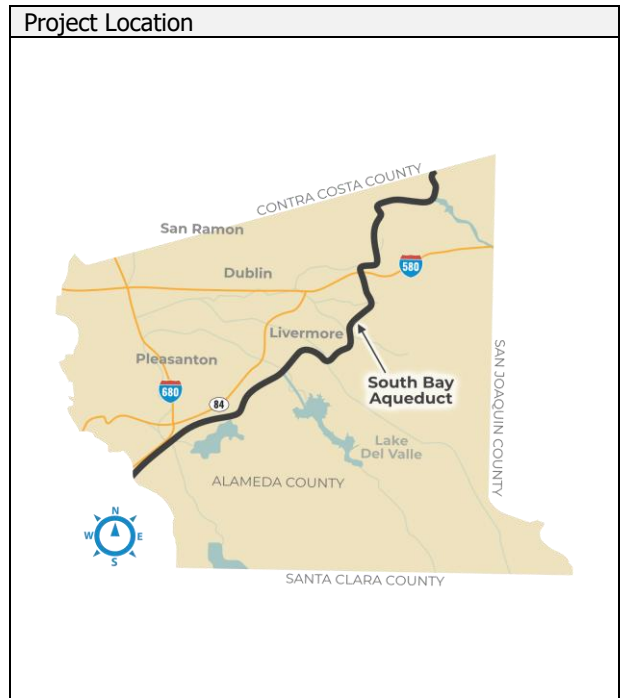 Project Location
CONTRA COSTA COUNTY
San Ramon
Dublin
580
Livermore
Pleasanton
680
84
South Bay
Aqueduct
SAN JOAQUIN COUNTY
Lake
Del Valle
ALAMEDA COUNTY
N
W E
S
SANTA CLARA COUNTY